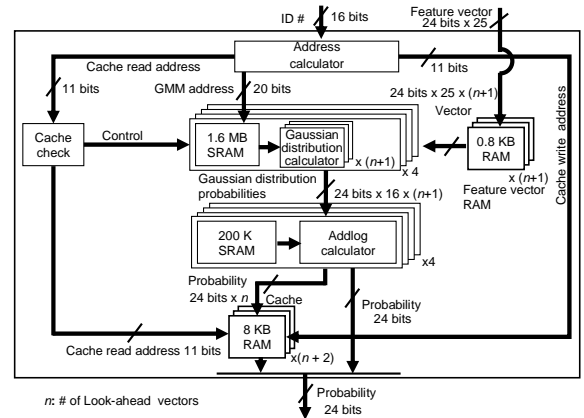 ID #
16 bits
Feature vector
24 bits x 25
Address
calculator
Cache read address
11 bits
11 bits
GMM address
20 bits
24 bits x 25 x (n+1)
Vector
Cache
check
Control
1.6 MB
SRAM
Gaussian
distribution
calculator
x (n+1)
x 4
0.8 KB
RAM
x (n+1)
Feature vector
RAM
Cache write address
Gaussian distribution
probabilities
24 bits x 16 x (n+1)
200 K
SRAM
Addlog
calculator
x4
Probability
24 bits x n
Cache
Probability
24 bits
8 KB
RAM
x(n + 2)
Cache read address 11 bits
n: # of Look-ahead vectors
Probability
24 bits